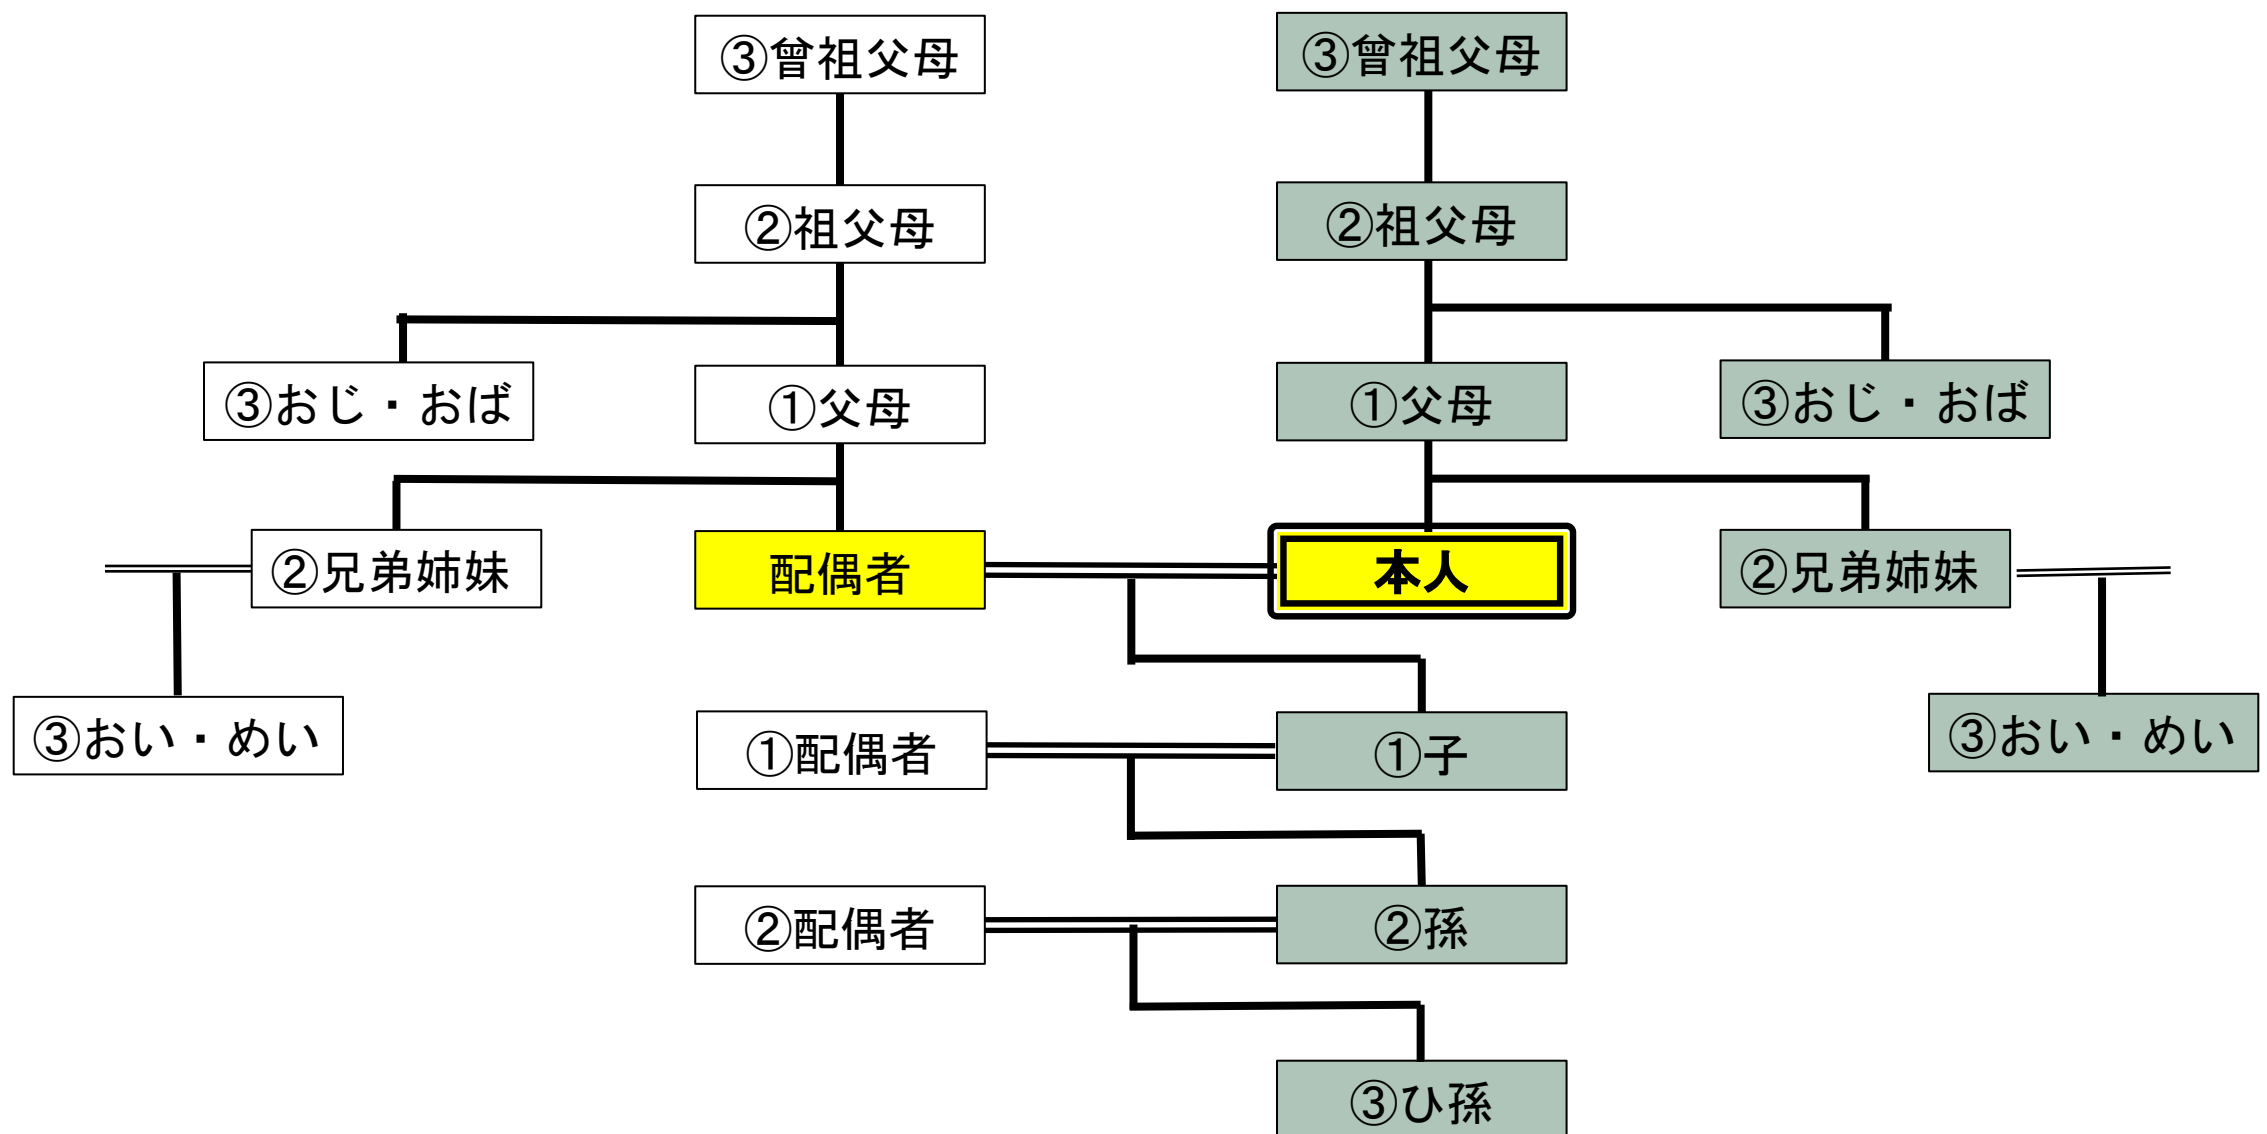 ③曾祖父母
③曾祖父母
②祖父母
②祖父母
③おじ・おば
①父母
①父母
③おじ・おば
②兄弟姉妹
配偶者
本人
②兄弟姉妹
③おい・めい
①配偶者
①子
③おい・めい
②配偶者
②孫
③ひ孫